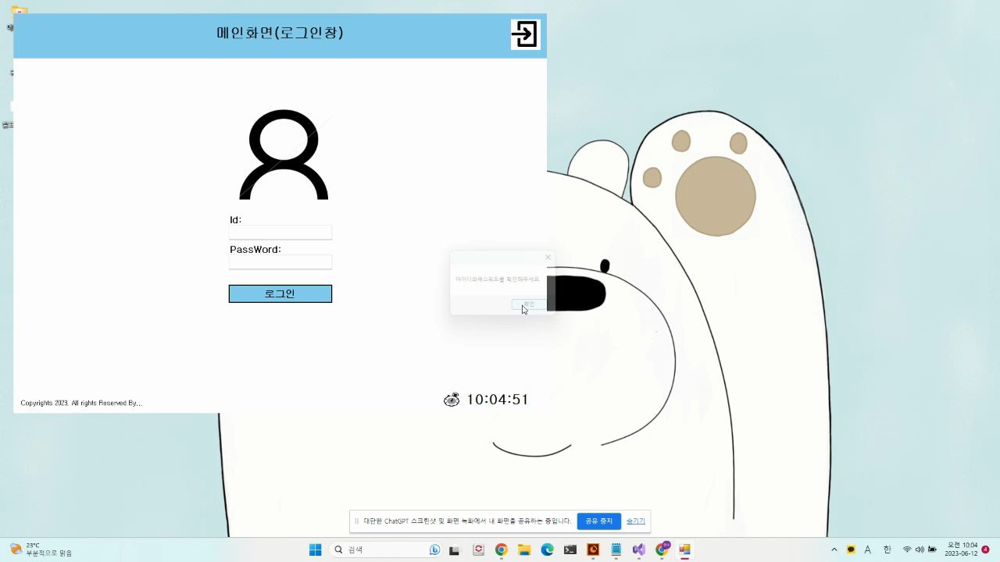 메인화면(로그인창)
Id:
PassWord:
로그인
아이디와패스워드를 확인해주세요
확인
10:04:51
Copyrights 2023, All rights Reserved By...
대단한 ChatGPT 스크린샷 및 화면 녹화에서 내 화면을 공유하는 중입니다.
공유 중지
숨기기
23°C
부분적으로 맑음
검색
A
한
오전 10:04
2023-06-12
4